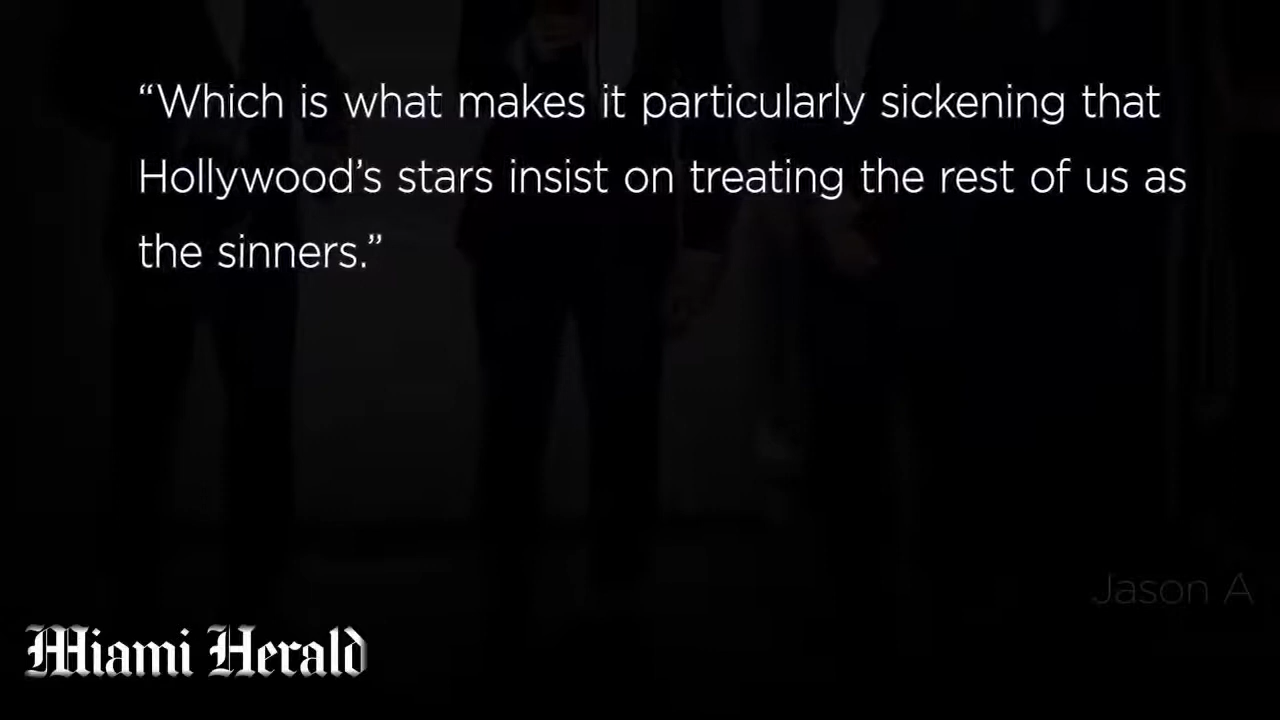 “Which is what makes it particularly sickening that
Hollywood’s stars insist on treating the rest of us as
the sinners.”
Jason A
Miami Herald